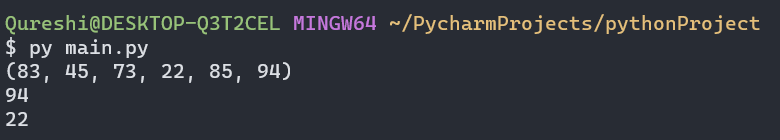 Qureshi@DESKTOP-Q3T2CEL MINGW64 ~/PycharmProjects/pythonProject
$ py main.py
(83, 45, 73, 22, 85, 94)
94
22